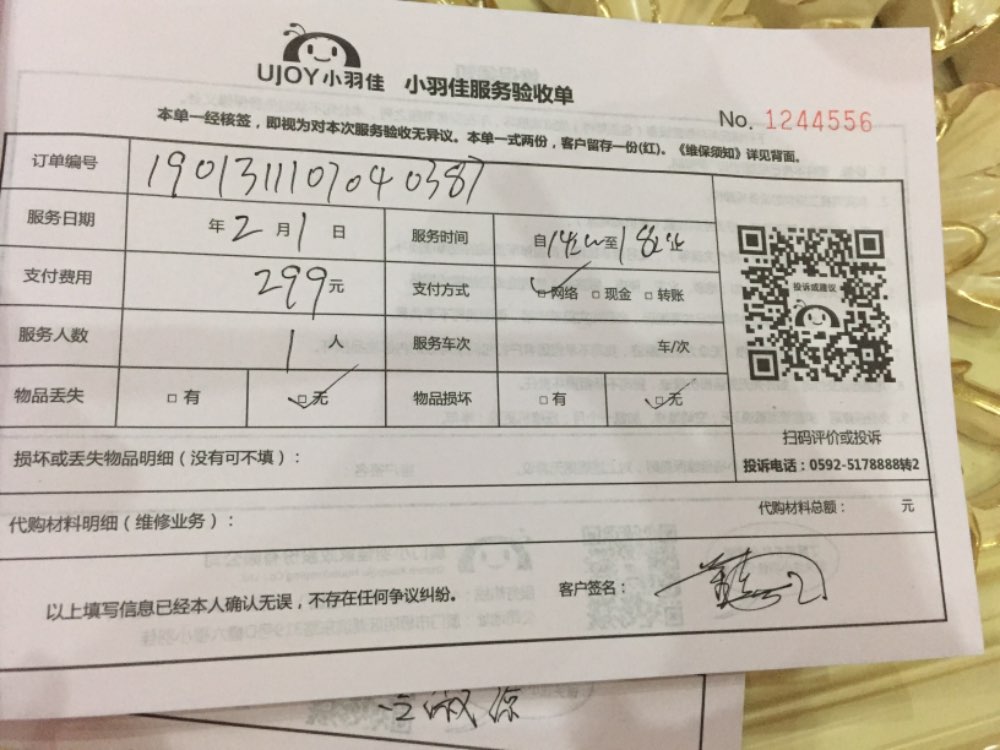 UJOY小羽佳 小羽佳服务验收单
No. 1244556
本单一经核签，即视为对本次服务验收无异议。本单一式两份，客户留存一份(红)。《维保须知》详见背面。
订单编号 1901311107040387
服务日期 年2月1日 服务时间 自 至
支付费用 299元 支付方式 □网络 □现金 □转账
投诉或建议
服务人数 1人 服务车次 车/次
物品丢失 □有 □无 物品损坏 □有 □无
扫码评价或投诉
损坏或丢失物品明细（没有可不填）：
投诉电话：0592-5178888转2
代购材料明细（维修业务）：
代购材料总额： 元
以上填写信息已经本人确认无误，不存在任何争议纠纷。
客户签名：